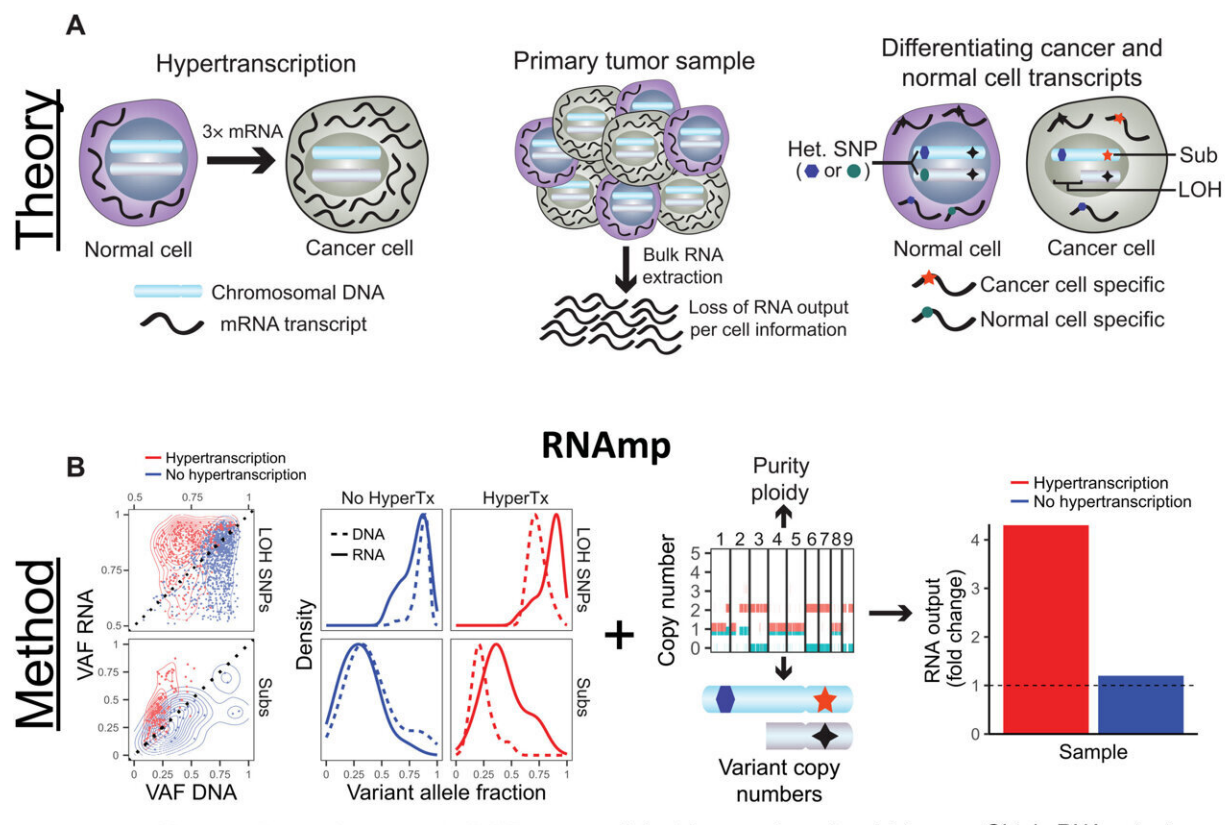 A
Theory
Hypertranscription
3× mRNA
Normal cell
Cancer cell
Chromosomal DNA
mRNA transcript
Primary tumor sample
Bulk RNA
extraction
Loss of RNA output
per cell information
Differentiating cancer and
normal cell transcripts
Het. SNP
( or )
Sub
LOH
Normal cell
Cancer cell
Cancer cell specific
Normal cell specific
RNAmp
B
Method
Hypertranscription
No hypertranscription
0.5 0.75 1
1
0.75
0.5
LOH SNPs
VAF RNA
1
0.75
0.5
0.25
0
Subs
0 0.25 0.5 0.75 1
VAF DNA
No HyperTx
HyperTx
DNA
RNA
LOH SNPs
Density
Subs
0 0.25 0.5 0.75 1
0 0.25 0.5 0.75 1
Variant allele fraction
+
Purity
ploidy
1 2 3 4 5 6 7 8 9
Copy number
5
4
3
2
1
0
Variant copy
numbers
Hypertranscription
No hypertranscription
RNA output
(fold change)
4
3
2
1
0
Sample